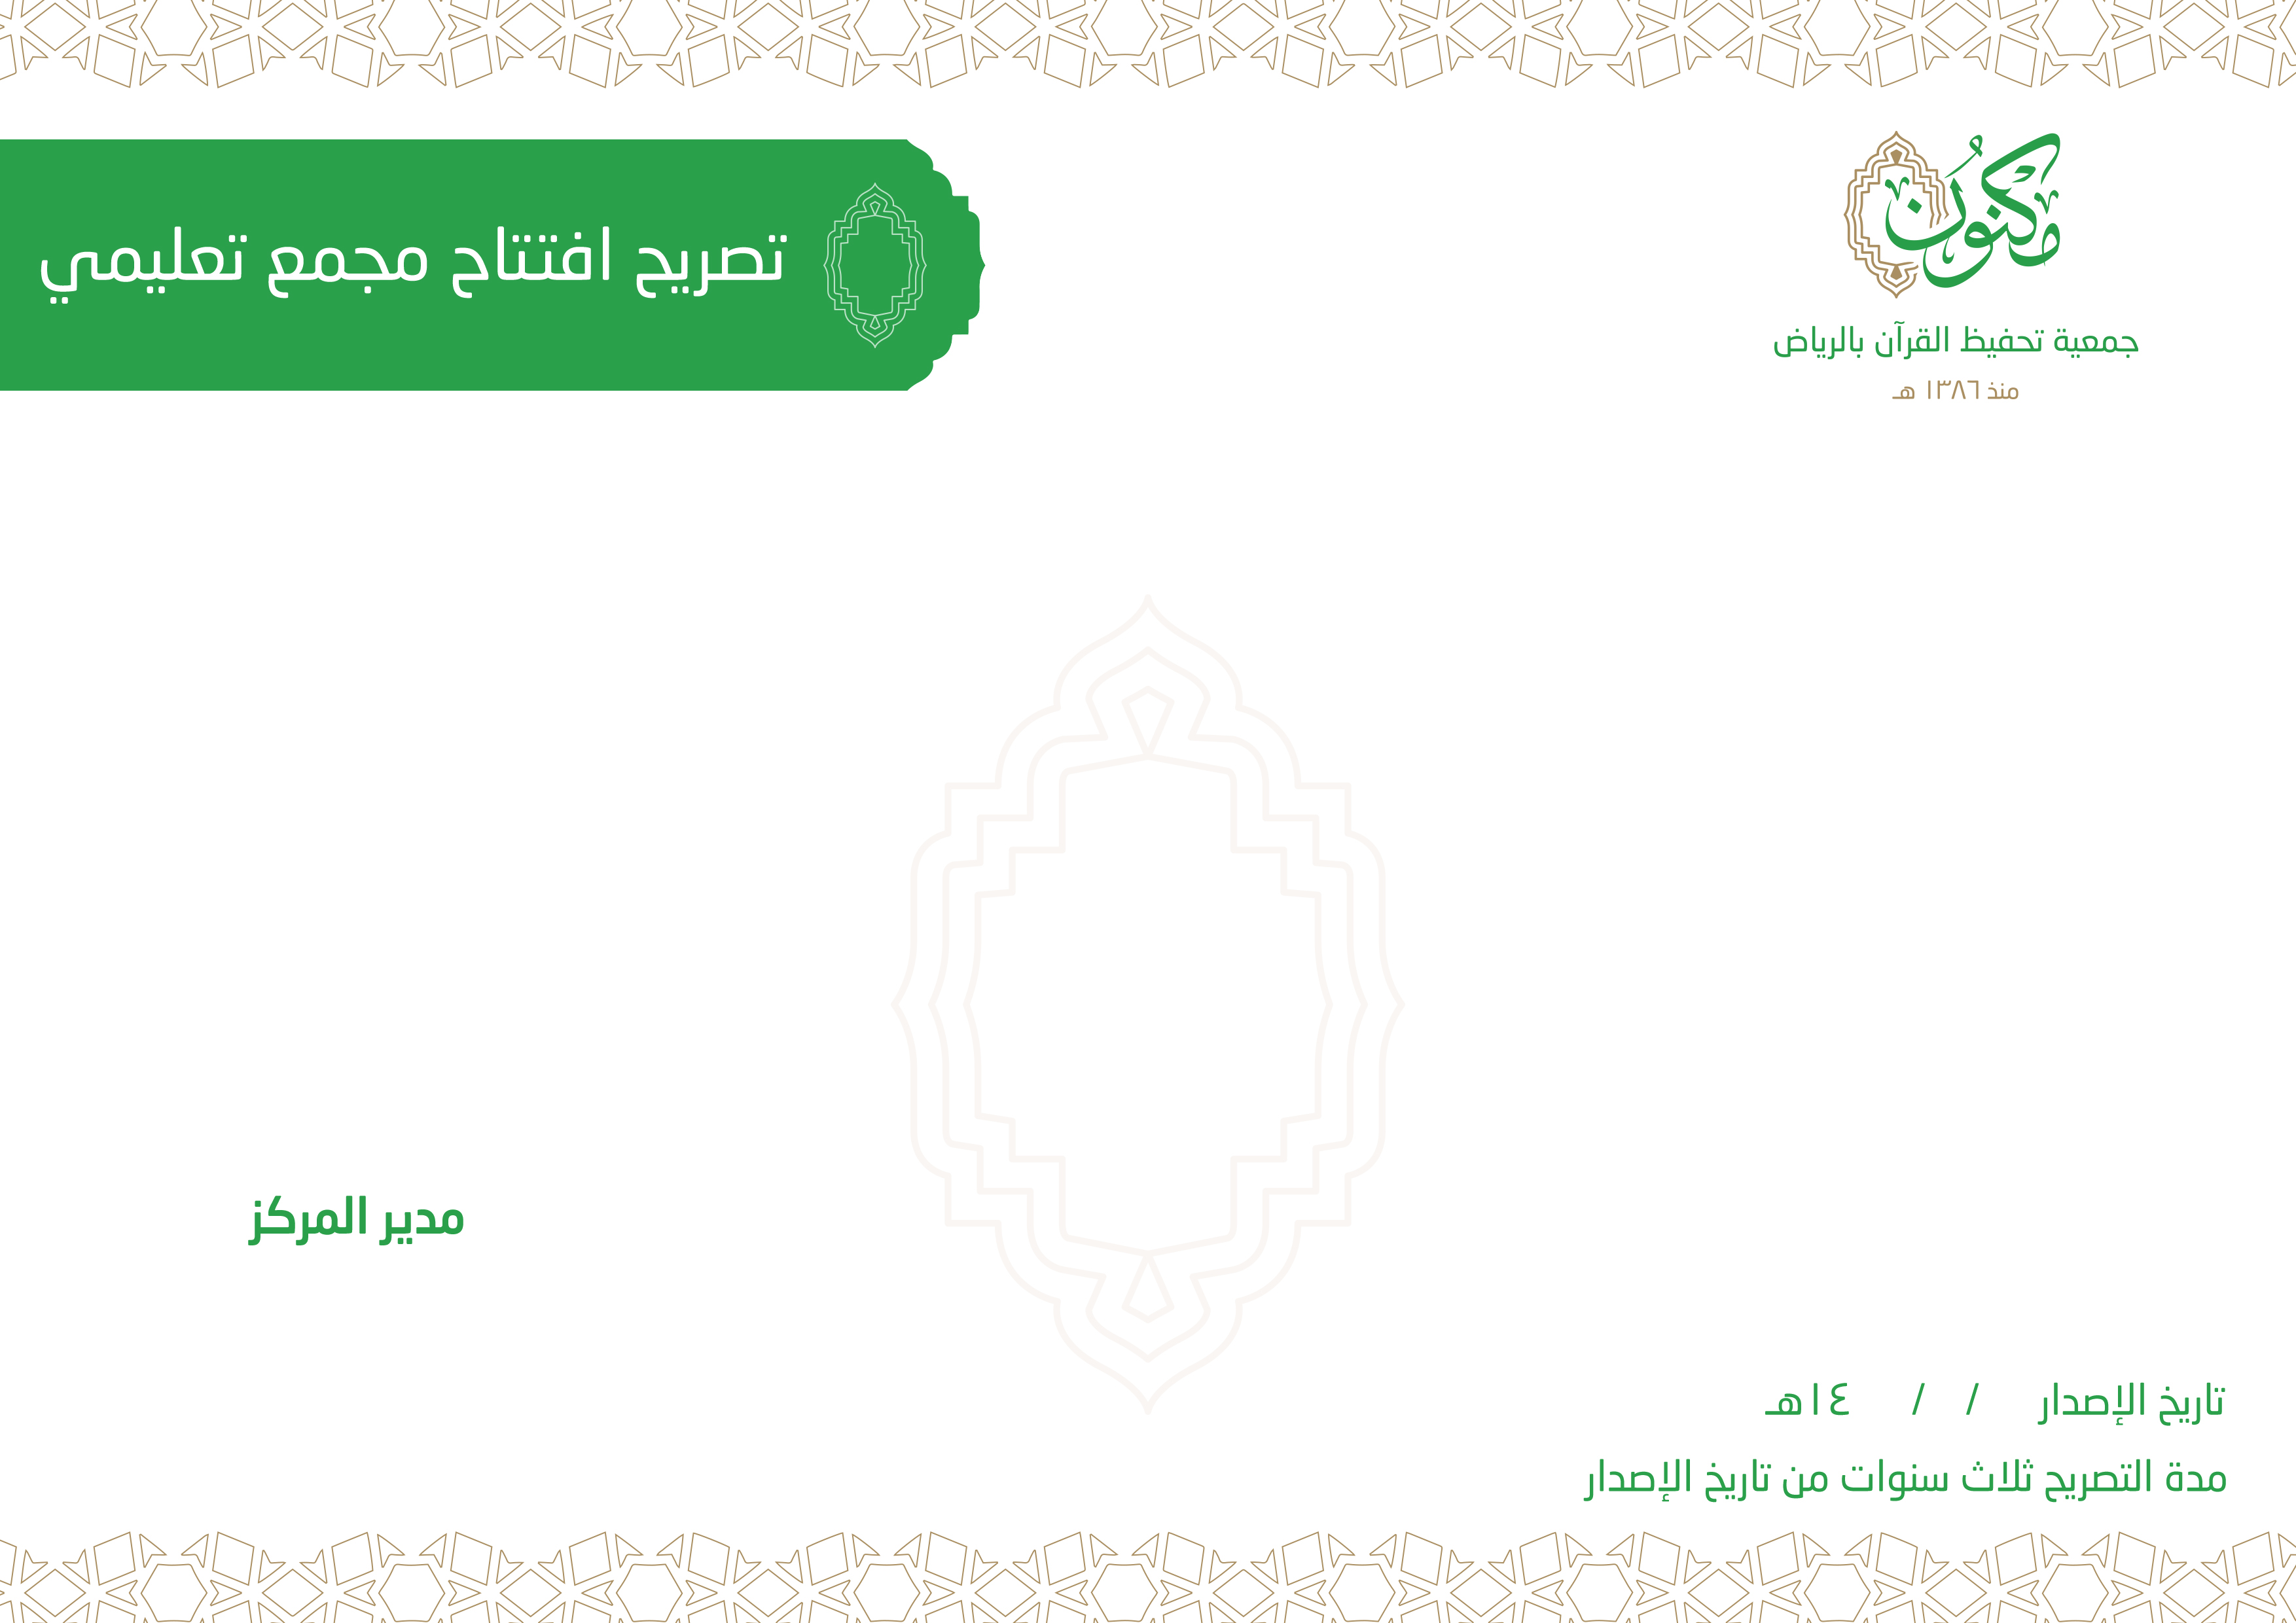 مكنون
جمعية تحفيظ القرآن بالرياض
منذ ١٣٨٦ هـ
تصريح افتتاح مجمع تعليمي
مدير المركز
تاريخ الإصدار / / ١٤هـ
مدة التصريح ثلاث سنوات من تاريخ الإصدار